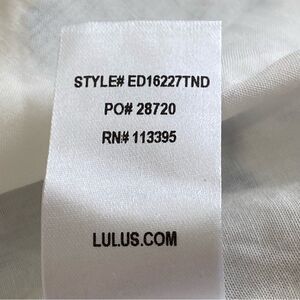 STYLE# ED16227TND
PO# 28720
RN# 113395
LULUS.COM